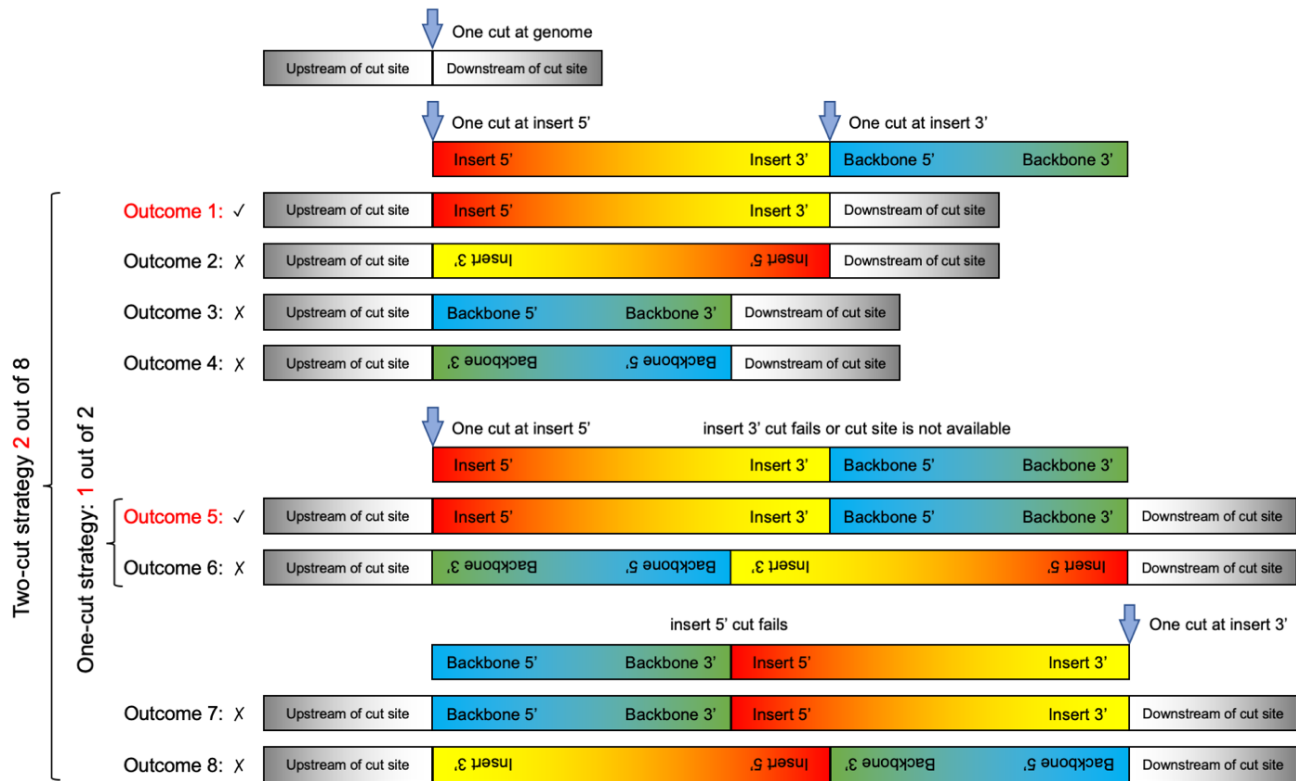 One cut at genome
Upstream of cut site Downstream of cut site
One cut at insert 5’ One cut at insert 3’
Insert 5’ Insert 3’ Backbone 5’ Backbone 3’
Outcome 1: ✓ Upstream of cut site Insert 5’ Insert 3’ Downstream of cut site
Outcome 2: ✗ Upstream of cut site Insert 3’ Insert 5’ Downstream of cut site
Outcome 3: ✗ Upstream of cut site Backbone 5’ Backbone 3’ Downstream of cut site
Outcome 4: ✗ Upstream of cut site Backbone 3’ Backbone 5’ Downstream of cut site
Two-cut strategy 2 out of 8
One-cut strategy: 1 out of 2
One cut at insert 5’ insert 3’ cut fails or cut site is not available
Insert 5’ Insert 3’ Backbone 5’ Backbone 3’
Outcome 5: ✓ Upstream of cut site Insert 5’ Insert 3’ Backbone 5’ Backbone 3’ Downstream of cut site
Outcome 6: ✗ Upstream of cut site Backbone 3’ Backbone 5’ Insert 3’ Insert 5’ Downstream of cut site
insert 5’ cut fails One cut at insert 3’
Backbone 5’ Backbone 3’ Insert 5’ Insert 3’
Outcome 7: ✗ Upstream of cut site Backbone 5’ Backbone 3’ Insert 5’ Insert 3’ Downstream of cut site
Outcome 8: ✗ Upstream of cut site Insert 3’ Insert 5’ Backbone 3’ Backbone 5’ Downstream of cut site